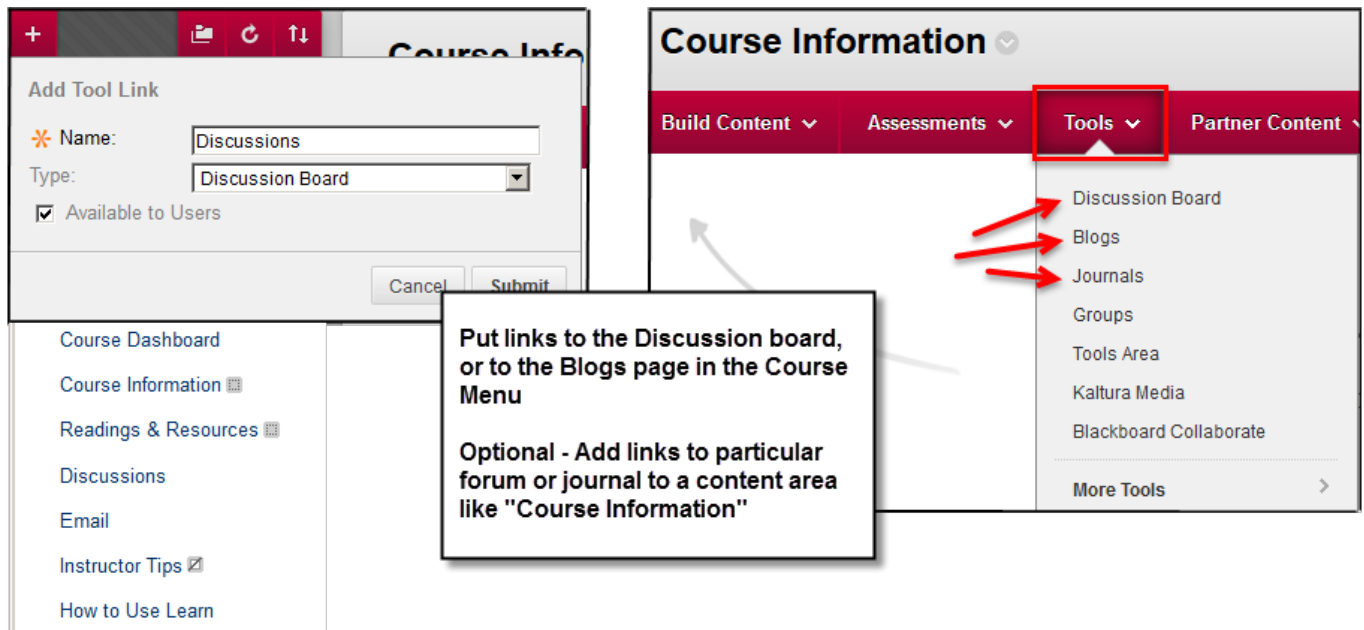 Course Info
Add Tool Link
Name:
Discussions
Type:
Discussion Board
Available to Users
Cancel
Submit
Course Dashboard
Course Information
Readings & Resources
Discussions
Email
Instructor Tips
How to Use Learn
Put links to the Discussion board,
or to the Blogs page in the Course
Menu
Optional - Add links to particular
forum or journal to a content area
like "Course Information"
Course Information
Build Content
Assessments
Tools
Partner Content
Discussion Board
Blogs
Journals
Groups
Tools Area
Kaltura Media
Blackboard Collaborate
More Tools